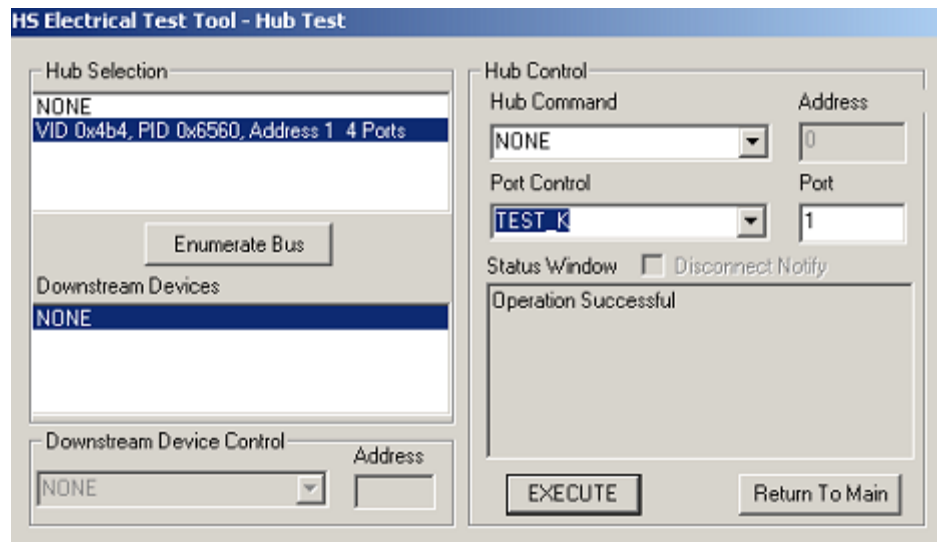 HS Electrical Test Tool - Hub Test
Hub Selection
NONE
VID 0x4b4, PID 0x6560, Address 1 4 Ports
Enumerate Bus
Downstream Devices
NONE
Downstream Device Control
Address
NONE
Hub Control
Hub Command
Address
NONE
0
Port Control
Port
TEST_K
1
Status Window
Disconnect Notify
Operation Successful
EXECUTE
Return To Main